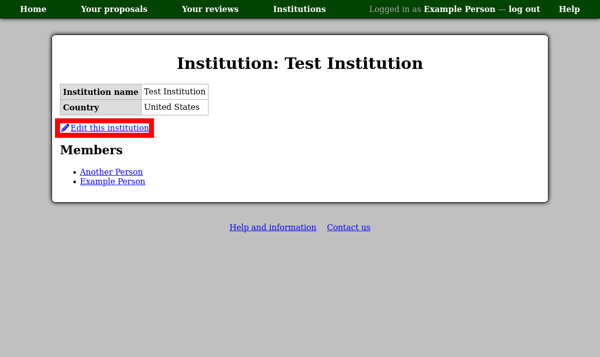 Home Your proposals Your reviews Institutions Logged in as Example Person — log out Help
Institution: Test Institution
Institution name Test Institution
Country United States
Edit this institution
Members
• Another Person
• Example Person
Help and information Contact us